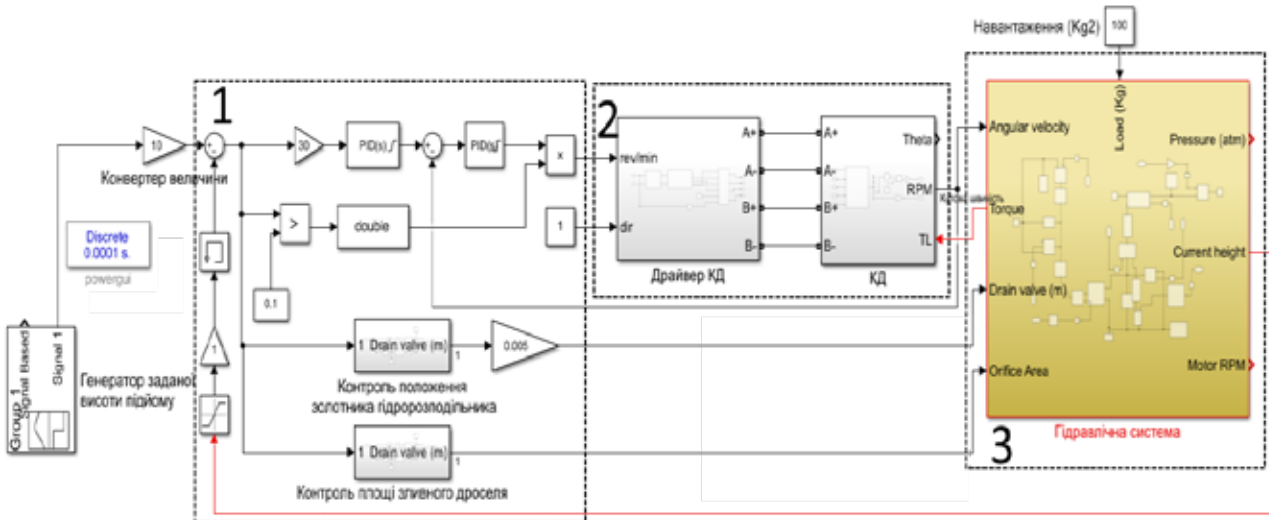 Навантаження (Kg2)
100
1
10
Конвертер величини
Discrete
0.0001 s.
powergui
Group 1
Signal Based
Signal 1
Генератор заданої
висоти підйому
30
PID(s)
x
>
double
0.1
1
1
1 Drain valve (m) 1
0.005
Контроль положення
золотника гідророзподільника
1 Drain valve (m) 1
Контроль площі зливного дроселя
2
rev/min
dir
A+
A-
B+
B-
Драйвер КД
A+
A-
B+
B-
Theta
RPM
TL
КД
Load (Kg)
Angular velocity
Torque
Drain valve (m)
Orifice Area
Pressure (atm)
Current height
Motor RPM
3
Гідравлічна система